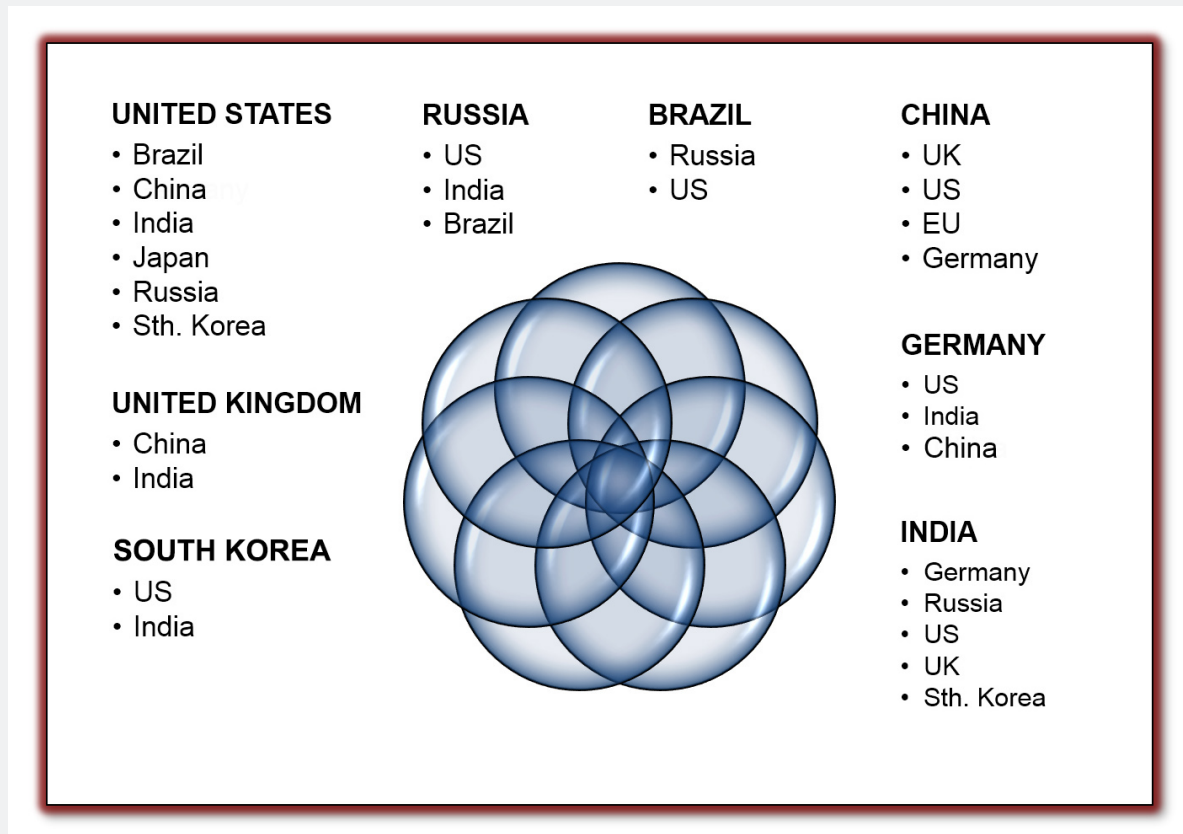 UNITED STATES
• Brazil
• China
• India
• Japan
• Russia
• Sth. Korea
UNITED KINGDOM
• China
• India
SOUTH KOREA
• US
• India
RUSSIA
• US
• India
• Brazil
BRAZIL
• Russia
• US
CHINA
• UK
• US
• EU
• Germany
GERMANY
• US
• India
• China
INDIA
• Germany
• Russia
• US
• UK
• Sth. Korea